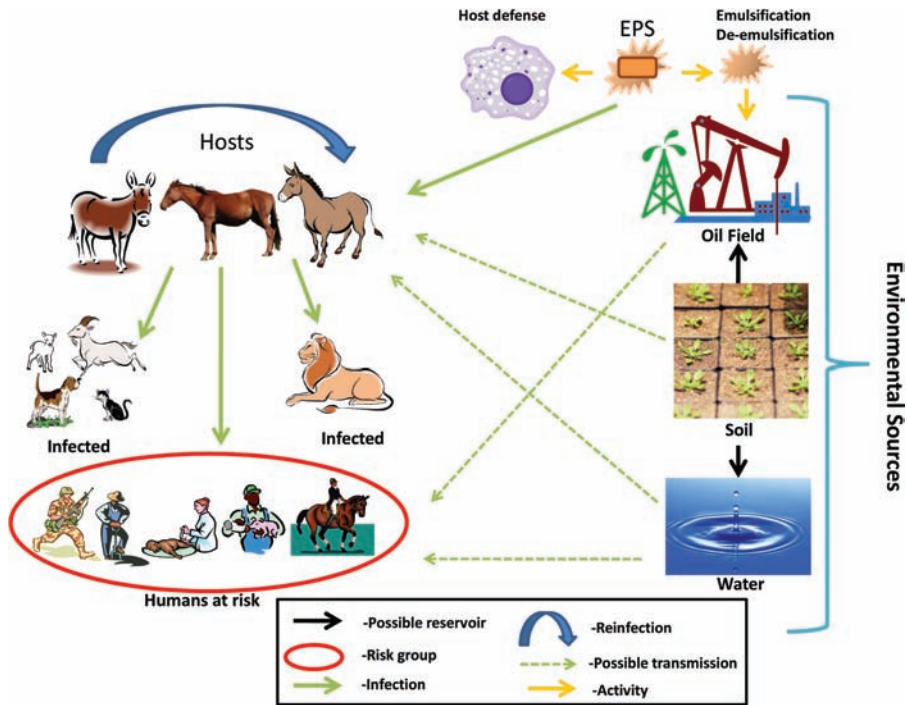 Host defense
EPS
Emulsification
De-emulsification
Hosts
Oil Field
Environmental Sources
Infected
Infected
Soil
Humans at risk
Water
-Possible reservoir
-Reinfection
-Risk group
-Possible transmission
-Infection
-Activity